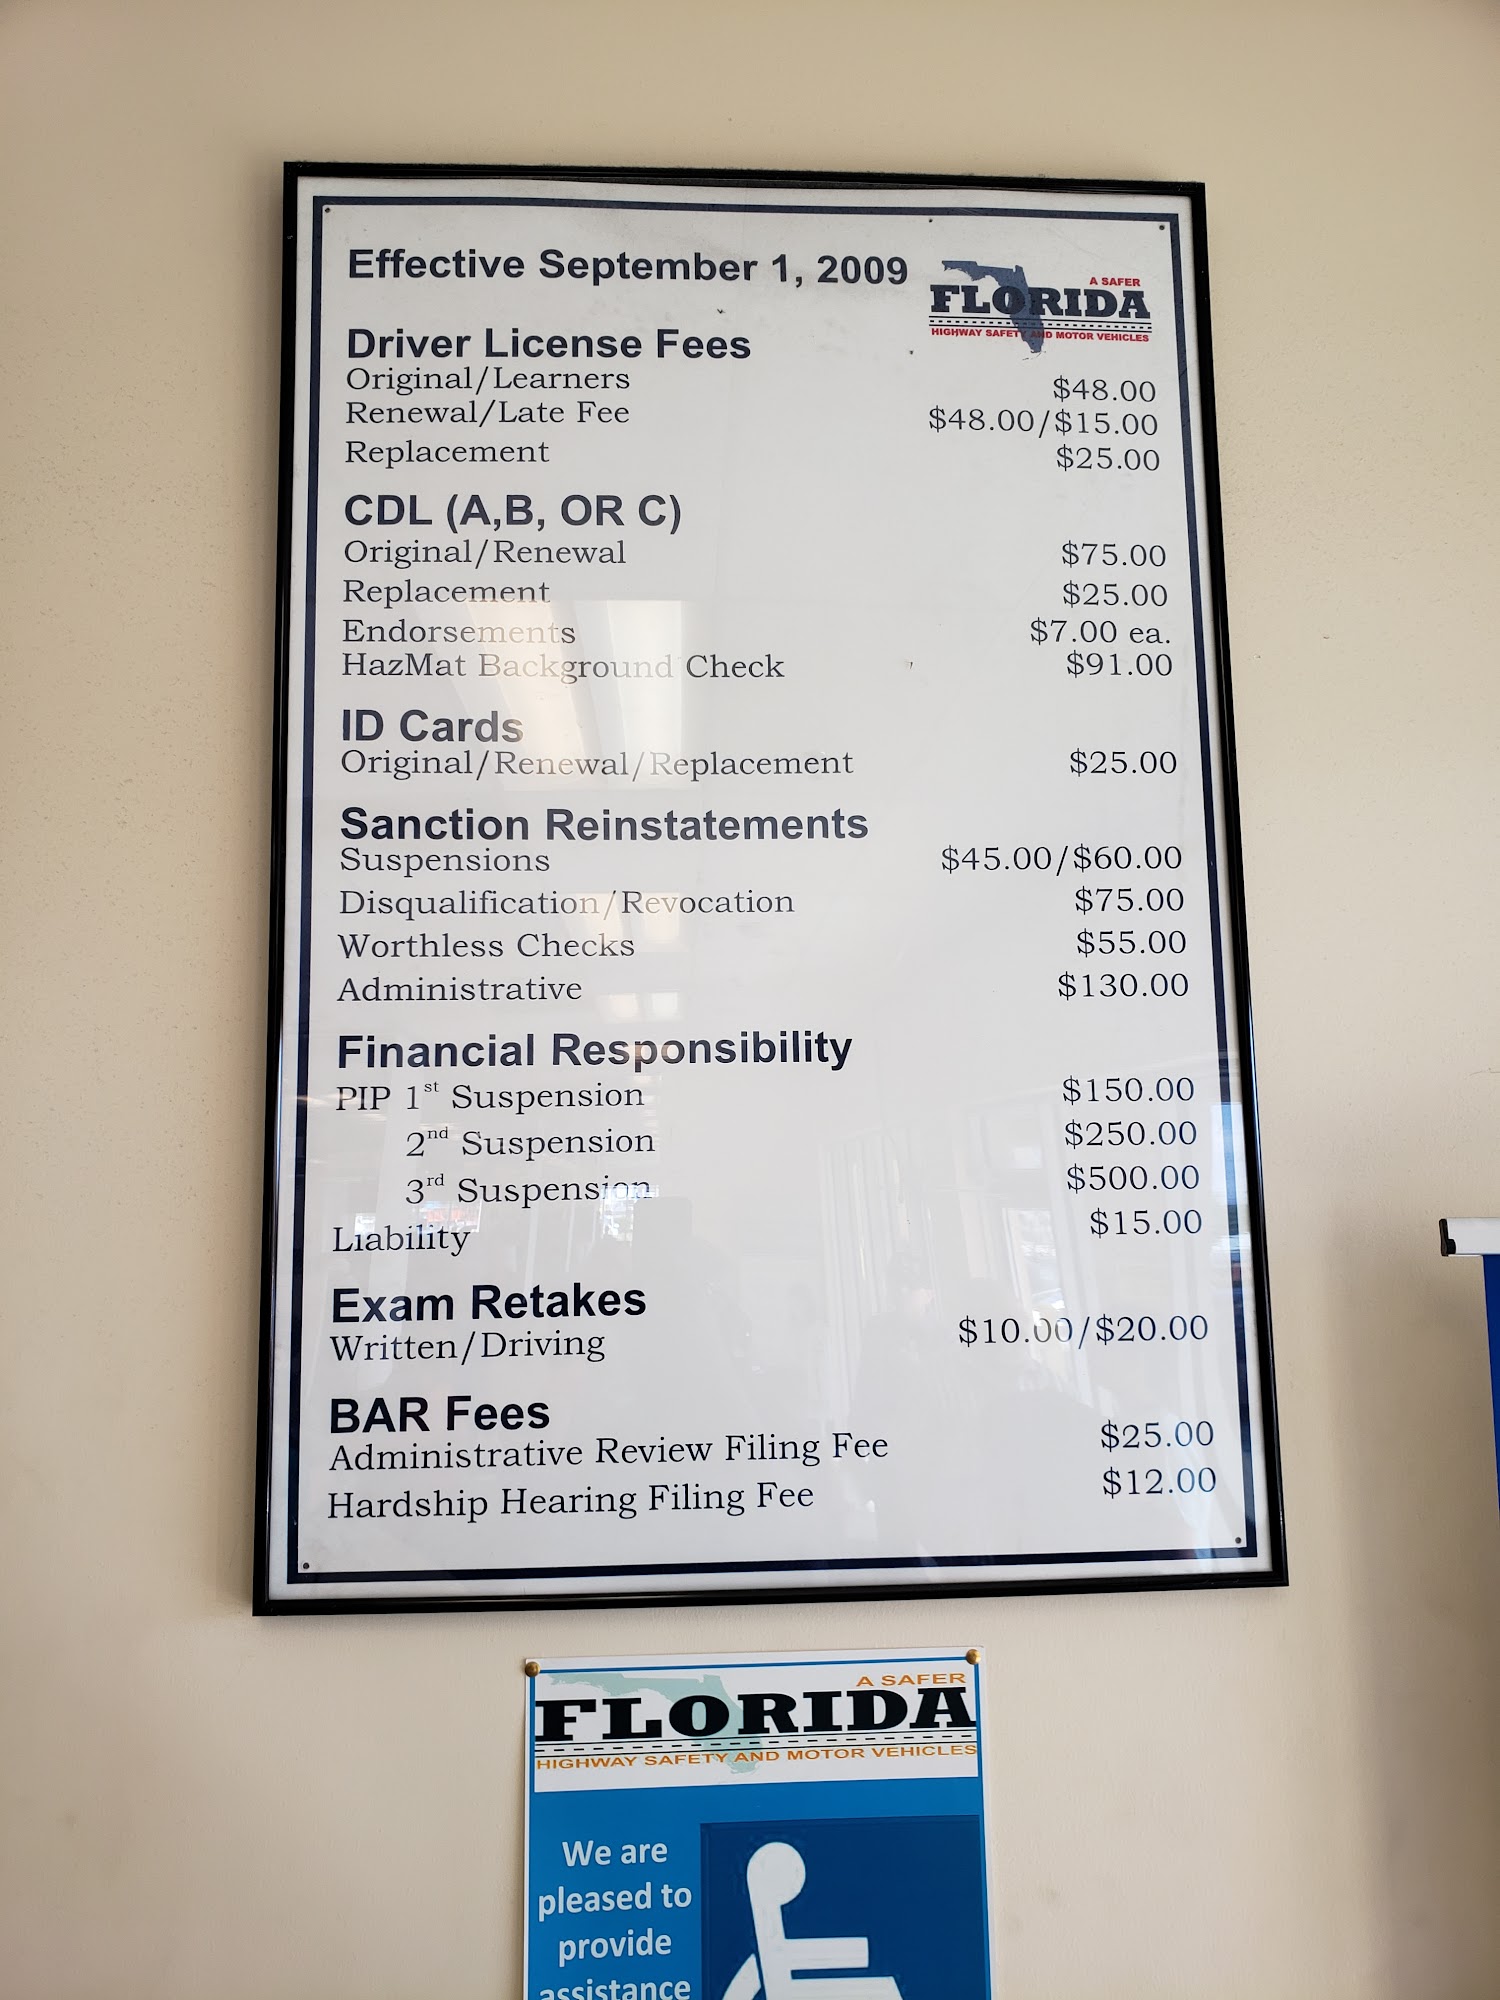 Effective September 1, 2009
A SAFER
FLORIDA
HIGHWAY SAFETY AND MOTOR VEHICLES
Driver License Fees
Original/Learners $48.00
Renewal/Late Fee $48.00/$15.00
Replacement $25.00
CDL (A,B, OR C)
Original/Renewal $75.00
Replacement $25.00
Endorsements $7.00 ea.
HazMat Background Check $91.00
ID Cards
Original/Renewal/Replacement $25.00
Sanction Reinstatements
Suspensions $45.00/$60.00
Disqualification/Revocation $75.00
Worthless Checks $55.00
Administrative $130.00
Financial Responsibility
PIP 1st Suspension $150.00
2nd Suspension $250.00
3rd Suspension $500.00
Liability $15.00
Exam Retakes
Written/Driving $10.00/$20.00
BAR Fees
Administrative Review Filing Fee $25.00
Hardship Hearing Filing Fee $12.00
A SAFER
FLORIDA
HIGHWAY SAFETY AND MOTOR VEHICLES
We are
pleased to
provide
assistance